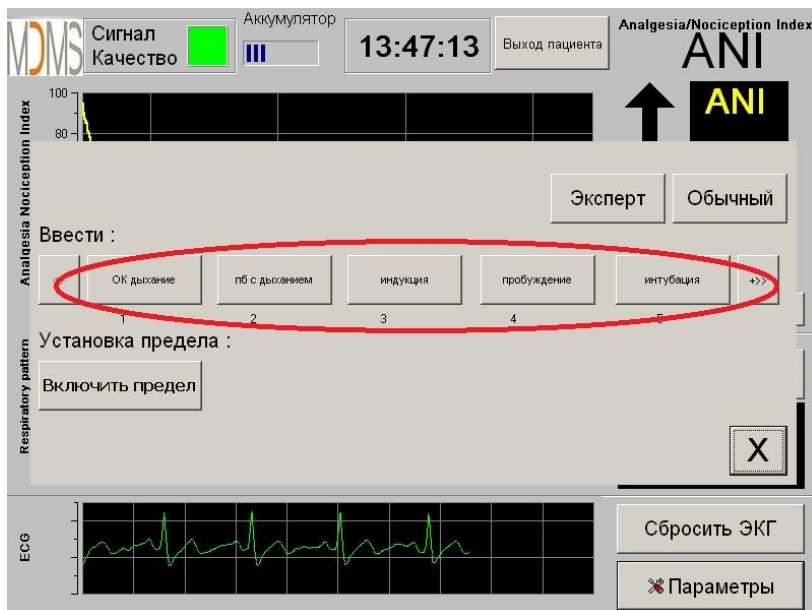 MDMS
Сигнал
Качество
Аккумулятор
13:47:13
Выход пациента
Analgesia/Nociception Index
ANI
ANI
Analgesia Nociception Index
100
80
Эксперт
Обычный
Ввести :
ОК дыхание
пб с дыханием
индукция
пробуждение
интубация
+>>
1
2
3
4
5
Установка предела :
Включить предел
Respiratory pattern
X
ECG
Сбросить ЭКГ
Параметры